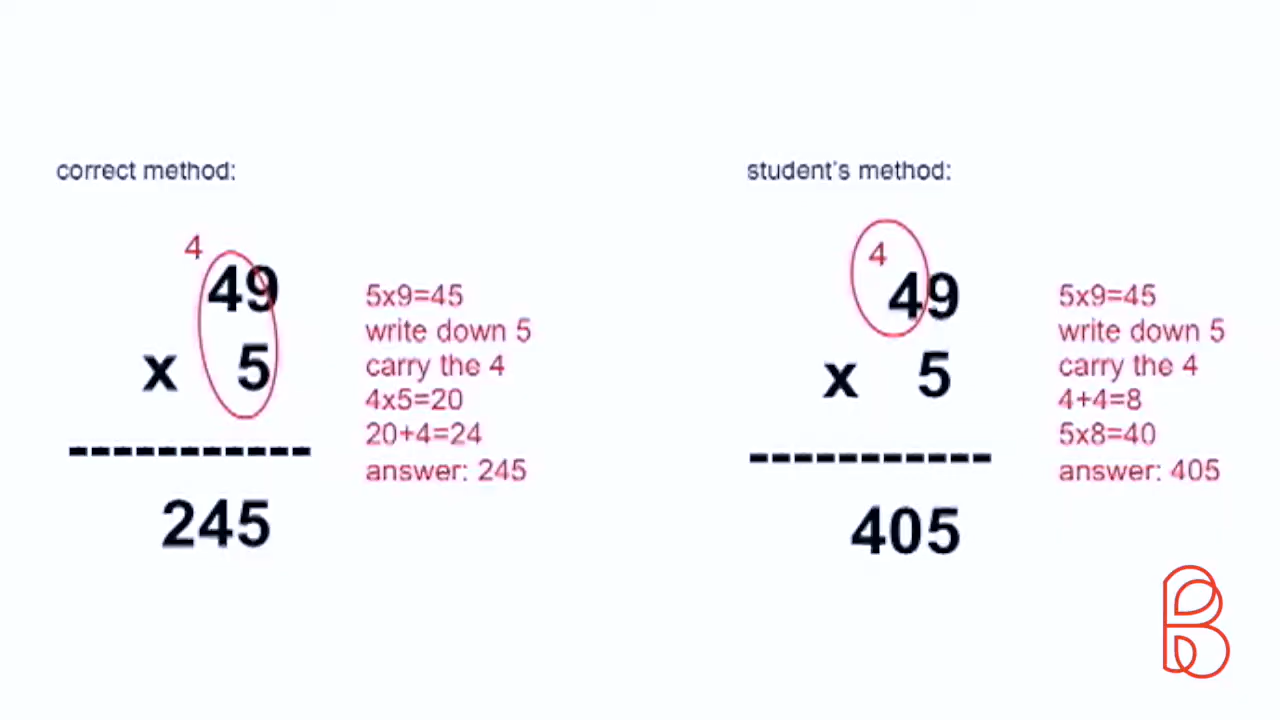 correct method:
4
49
x 5
-----------
245
5x9=45
write down 5
carry the 4
4x5=20
20+4=24
answer: 245
student's method:
4
49
x 5
-----------
405
5x9=45
write down 5
carry the 4
4+4=8
5x8=40
answer: 405
B